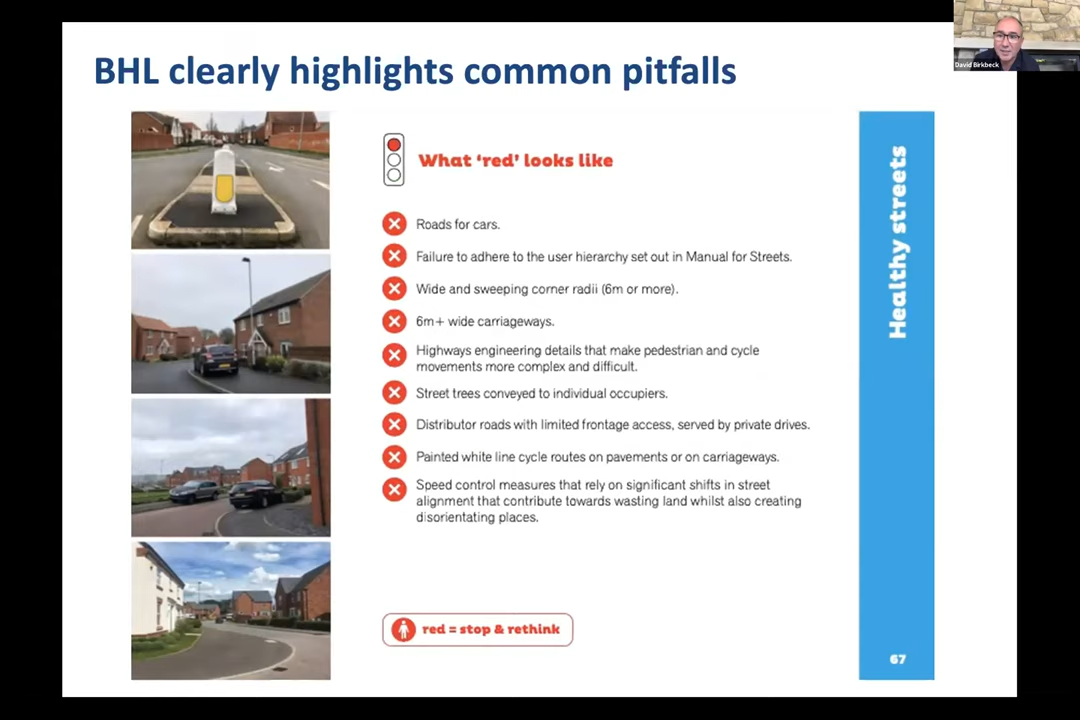 BHL clearly highlights common pitfalls
David Birkbeck
What ‘red’ looks like
Roads for cars.
Failure to adhere to the user hierarchy set out in Manual for Streets.
Wide and sweeping corner radii (6m or more).
6m+ wide carriageways.
Highways engineering details that make pedestrian and cycle
movements more complex and difficult.
Street trees conveyed to individual occupiers.
Distributor roads with limited frontage access, served by private drives.
Painted white line cycle routes on pavements or on carriageways.
Speed control measures that rely on significant shifts in street
alignment that contribute towards wasting land whilst also creating
disorientating places.
red = stop & rethink
Healthy streets
67